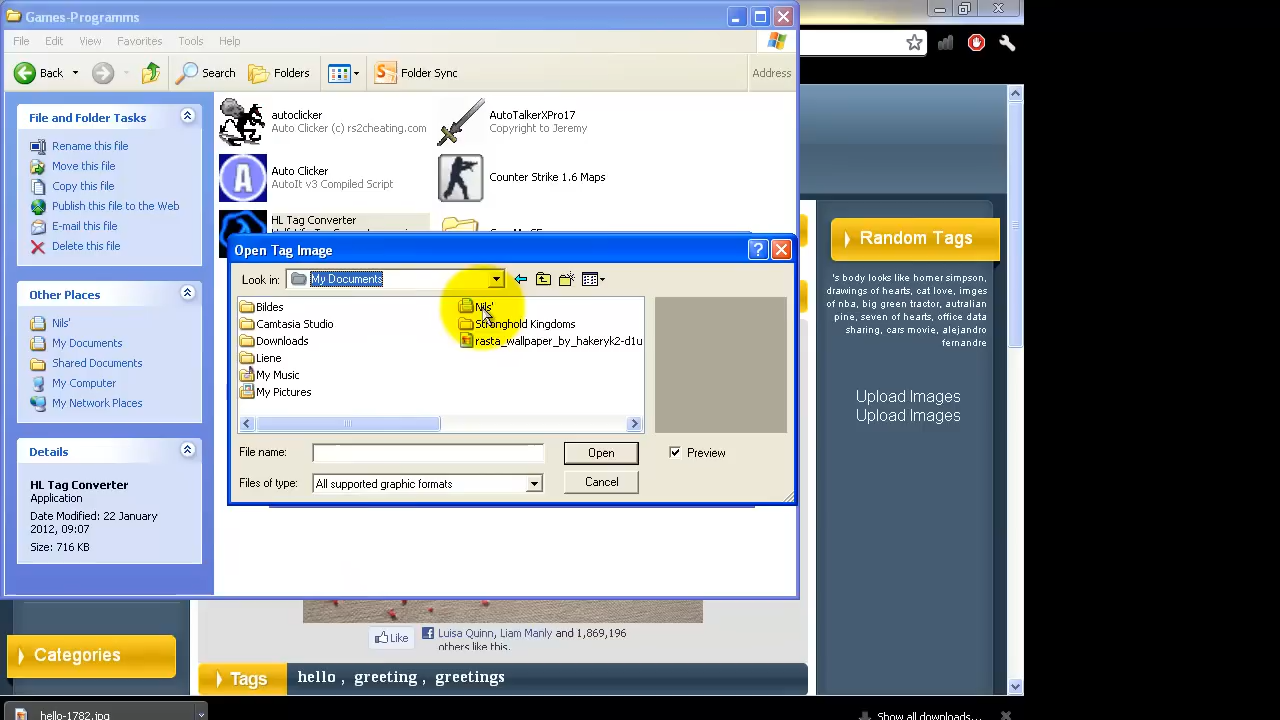 Games-Programms
File Edit View Favorites Tools Help
Back Search Folders Folder Sync Address
File and Folder Tasks
Rename this file
Move this file
Copy this file
Publish this file to the Web
E-mail this file
Delete this file
Other Places
Nils'
My Documents
Shared Documents
My Computer
My Network Places
Details
HL Tag Converter
Application
Date Modified: 22 January
2012, 09:07
Size: 716 KB
autoclicker
Auto Clicker (c) rs2cheating.com
AutoTalkerXPro17
Copyright to Jeremy
A
Auto Clicker
AutoIt v3 Compiled Script
Counter Strike 1.6 Maps
HL Tag Converter
Open Tag Image
Look in: My Documents
Bildes
Camtasia Studio
Downloads
Liene
My Music
My Pictures
Nils'
Stronghold Kingdoms
rasta_wallpaper_by_hakeryk2-d1u
File name: Open Preview
Files of type: All supported graphic formats Cancel
Random Tags
's body looks like homer simpson,
drawings of hearts, cat love, imges
of nba, big green tractor, autralian
pine, seven of hearts, office data
sharing, cars movie, alejandro
fernandre
Upload Images
Upload Images
Like Luisa Quinn, Liam Manly and 1,869,196
others like this.
Categories
Tags hello , greeting , greetings
hello-1782.jpg
Show all downloads...